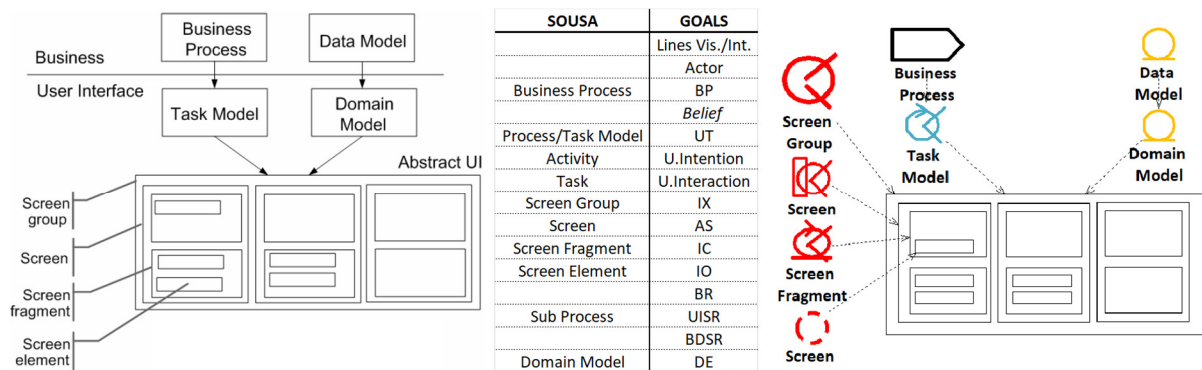 Business
Process
Data Model
Business
User Interface
Task Model
Domain
Model
Abstract UI
Screen
group
Screen
Screen
fragment
Screen
element
SOUSA GOALS
Lines Vis./Int.
Actor
Business Process BP
Belief
Process/Task Model UT
Activity U.Intention
Task U.Interaction
Screen Group IX
Screen AS
Screen Fragment IC
Screen Element IO
BR
Sub Process UISR
BDSR
Domain Model DE
Business
Process
Data
Model
Screen
Group
Task
Model
Domain
Model
Screen
Screen
Fragment
Screen